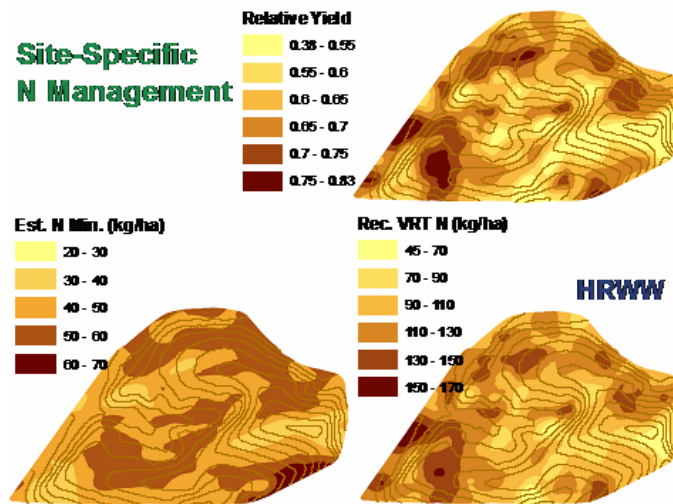 Site-Specific
N Management
Relative Yield
0.38 - 0.55
0.55 - 0.6
0.6 - 0.65
0.65 - 0.7
0.7 - 0.75
0.75 - 0.83
Est. N Min. (kg/ha)
20 - 30
30 - 40
40 - 50
50 - 60
60 - 70
Rec. VRT N (kg/ha)
45 - 70
70 - 90
90 - 110
110 - 130
130 - 150
150 - 170
HRWW